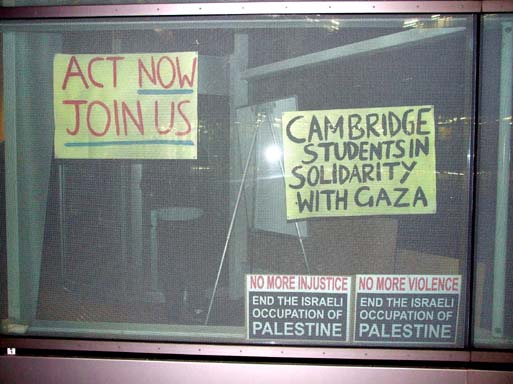 ACT NOW
JOIN US
CAMBRIDGE
STUDENTS IN
SOLIDARITY
WITH GAZA
NO MORE INJUSTICE
END THE ISRAELI
OCCUPATION OF
PALESTINE
NO MORE VIOLENCE
END THE ISRAELI
OCCUPATION OF
PALESTINE